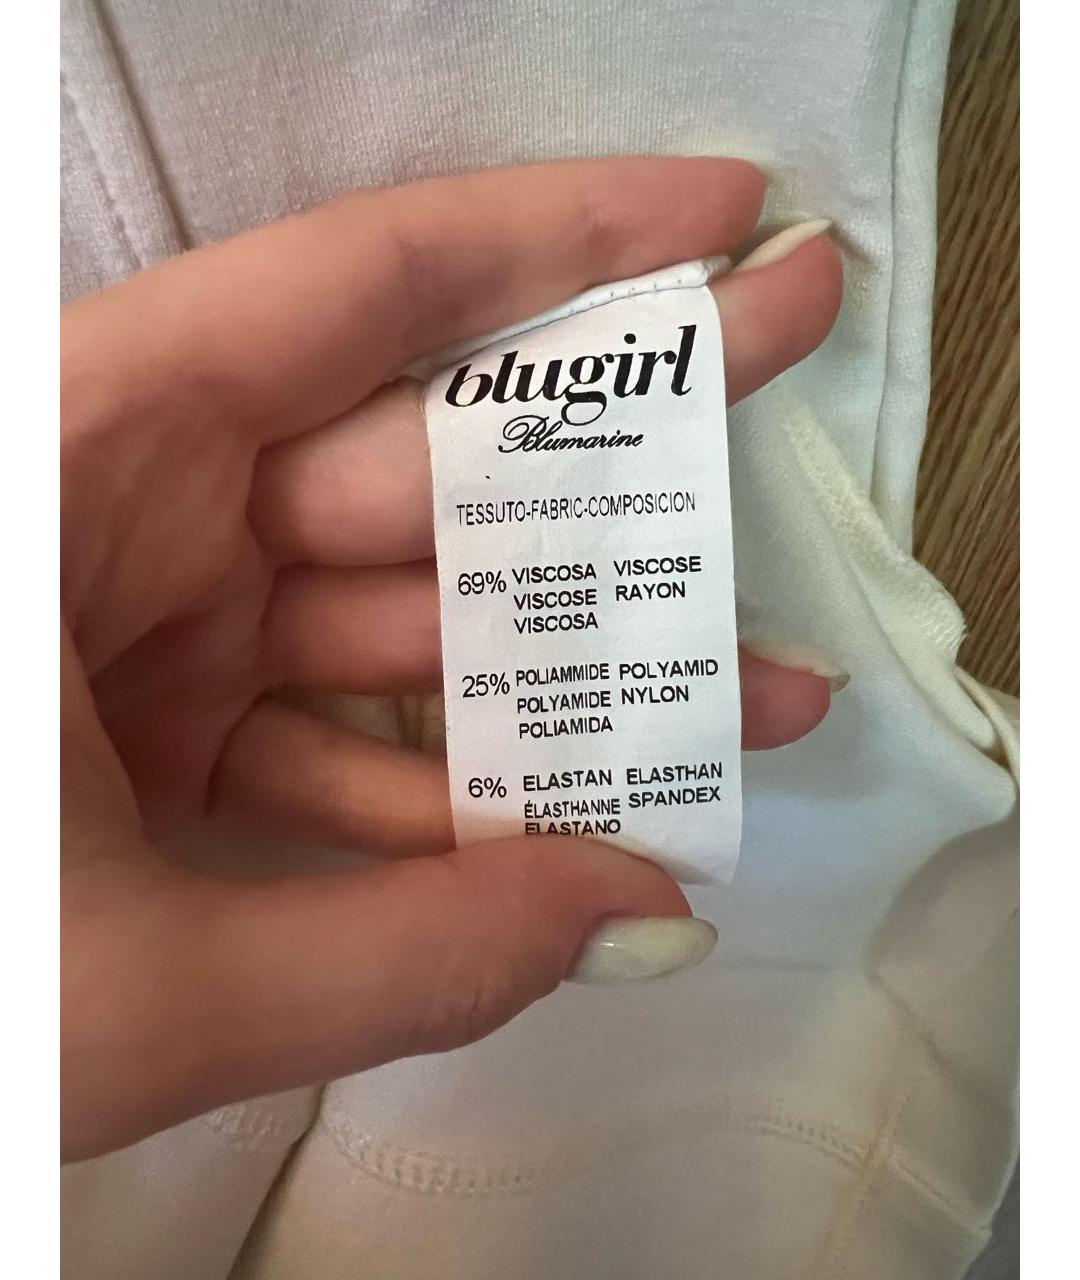 blugirl
Blumarine
TESSUTO-FABRIC-COMPOSICION
69% VISCOSA VISCOSE
VISCOSE RAYON
VISCOSA
25% POLIAMMIDE POLYAMID
POLYAMIDE NYLON
POLIAMIDA
6% ELASTAN ELASTHAN
ÉLASTHANNE SPANDEX
ELASTANO